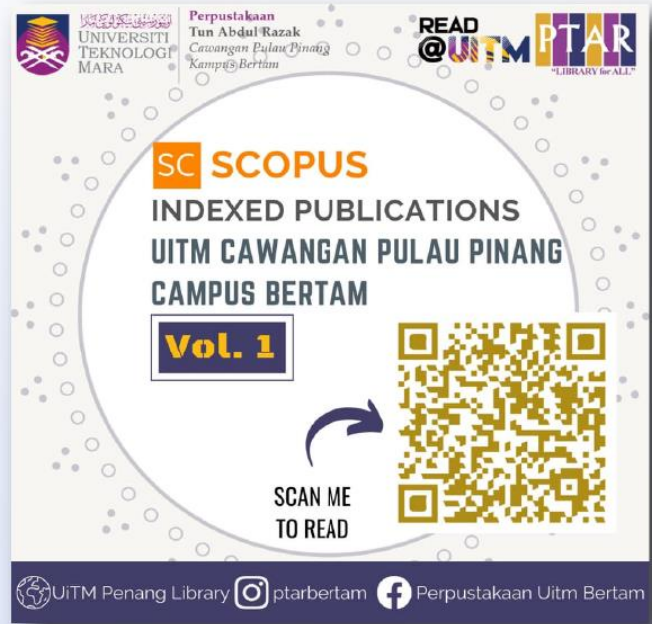 UNIVERSITI
TEKNOLOGI
MARA
Perpustakaan
Tun Abdul Razak
Cawangan Pulau Pinang
Kampus Bertam
READ
@UiTM
PTAR
"LIBRARY for ALL"
SC SCOPUS
INDEXED PUBLICATIONS
UITM CAWANGAN PULAU PINANG
CAMPUS BERTAM
Vol. 1
SCAN ME
TO READ
UiTM Penang Library ptarbertam Perpustakaan Uitm Bertam